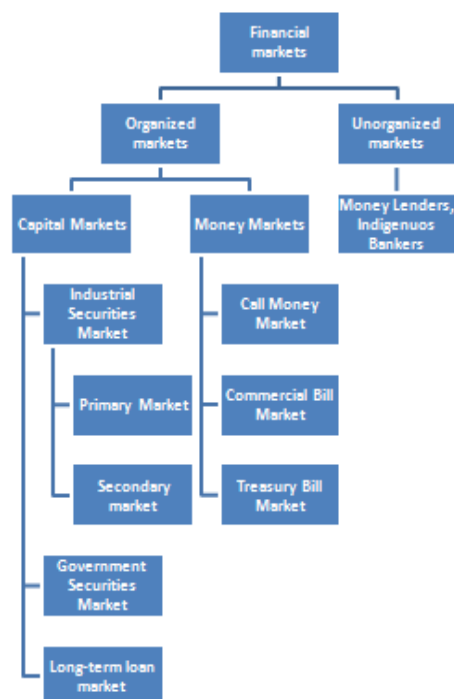 Financial
markets
Organized
markets
Unorganized
markets
Capital Markets
Money Markets
Money Lenders,
Indigenuos
Bankers
Industrial
Securities
Market
Call Money
Market
Primary Market
Commercial Bill
Market
Secondary
market
Treasury Bill
Market
Government
Securities
Market
Long-term loan
market